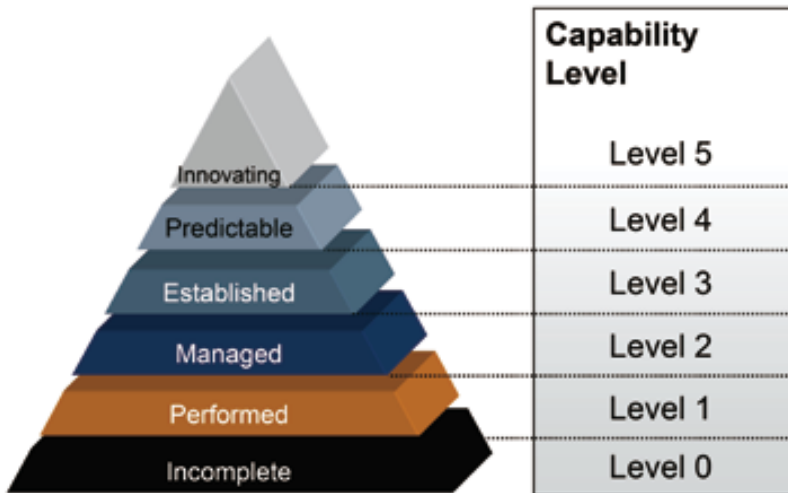 Capability
Level
Innovating
Level 5
Predictable
Level 4
Established
Level 3
Managed
Level 2
Performed
Level 1
Incomplete
Level 0